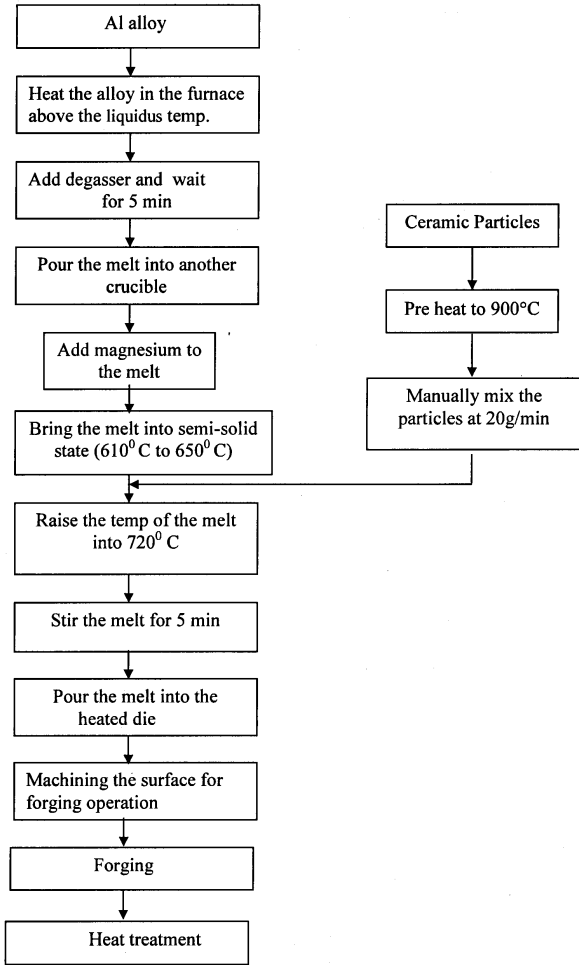 Al alloy
Heat the alloy in the furnace
above the liquidus temp.
Add degasser and wait
for 5 min
Pour the melt into another
crucible
Add magnesium to
the melt
Bring the melt into semi-solid
state (610⁰ C to 650⁰ C)
Ceramic Particles
Pre heat to 900°C
Manually mix the
particles at 20g/min
Raise the temp of the melt
into 720⁰ C
Stir the melt for 5 min
Pour the melt into the
heated die
Machining the surface for
forging operation
Forging
Heat treatment